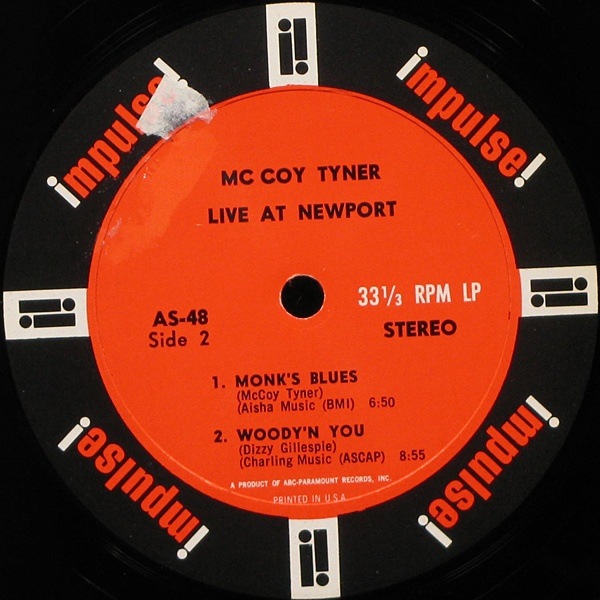 impulse!
impulse!
MC COY TYNER
LIVE AT NEWPORT
33⅓ RPM LP
AS-48
STEREO
Side 2
1. MONK'S BLUES
(McCoy Tyner)
(Aisha Music (BMI) 6:50
2. WOODY'N YOU
(Dizzy Gillespie)
(Charling Music (ASCAP) 8:55
A PRODUCT OF ABC-PARAMOUNT RECORDS, INC.
PRINTED IN U.S.A.
impulse!
impulse!